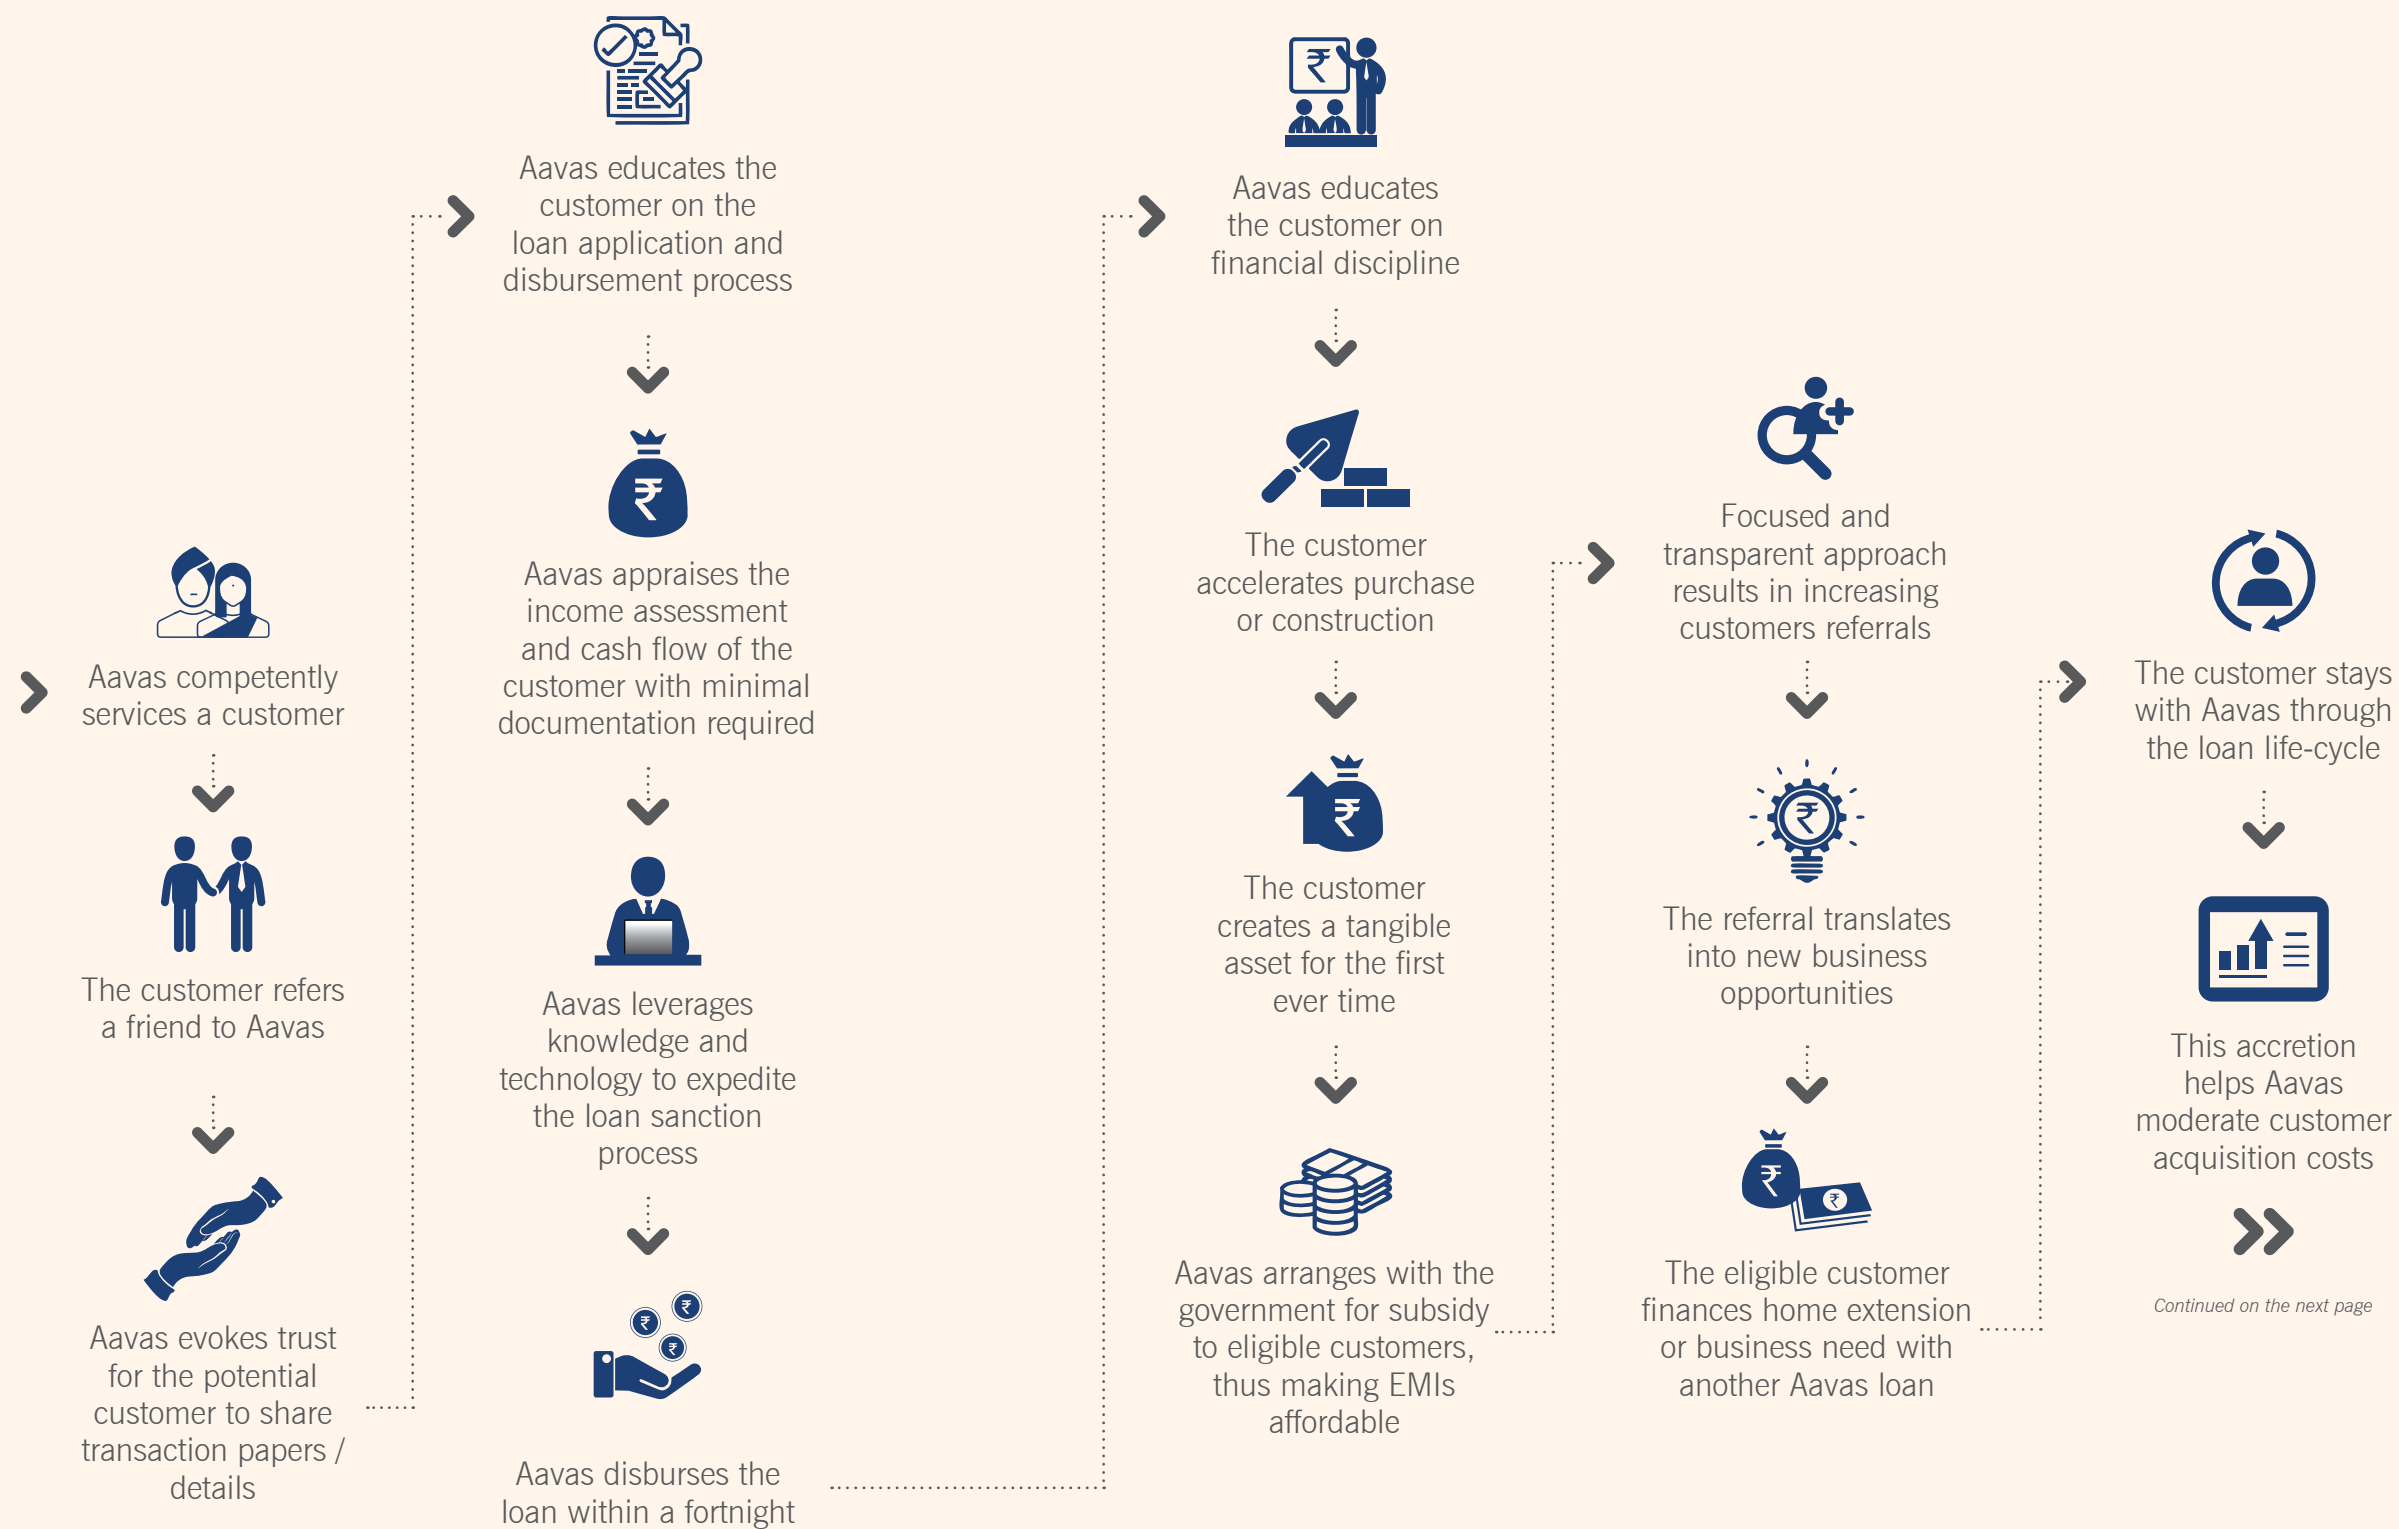 Aavas competently
services a customer
The customer refers
a friend to Aavas
Aavas evokes trust
for the potential
customer to share
transaction papers /
details
Aavas educates the
customer on the
loan application and
disbursement process
₹
Aavas appraises the
income assessment
and cash flow of the
customer with minimal
documentation required
Aavas leverages
knowledge and
technology to expedite
the loan sanction
process
₹
₹
₹
Aavas disburses the
loan within a fortnight
₹
Aavas educates
the customer on
financial discipline
The customer
accelerates purchase
or construction
₹
The customer
creates a tangible
asset for the first
ever time
Aavas arranges with the
government for subsidy
to eligible customers,
thus making EMIs
affordable
Focused and
transparent approach
results in increasing
customers referrals
₹
The referral translates
into new business
opportunities
₹
₹
The eligible customer
finances home extension
or business need with
another Aavas loan
The customer stays
with Aavas through
the loan life-cycle
This accretion
helps Aavas
moderate customer
acquisition costs
Continued on the next page